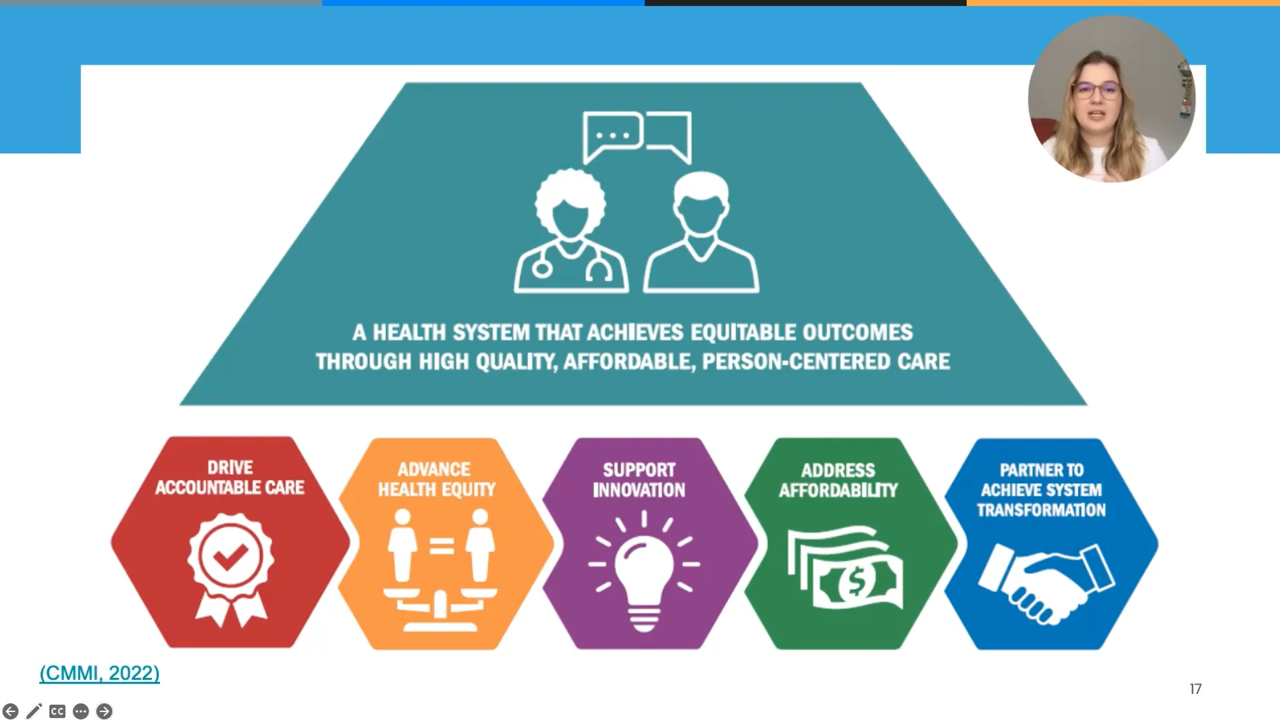 A HEALTH SYSTEM THAT ACHIEVES EQUITABLE OUTCOMES
THROUGH HIGH QUALITY, AFFORDABLE, PERSON-CENTERED CARE
DRIVE
ACCOUNTABLE CARE
ADVANCE
HEALTH EQUITY
SUPPORT
INNOVATION
ADDRESS
AFFORDABILITY
PARTNER TO
ACHIEVE SYSTEM
TRANSFORMATION
$
(CMMI, 2022)
17
CC